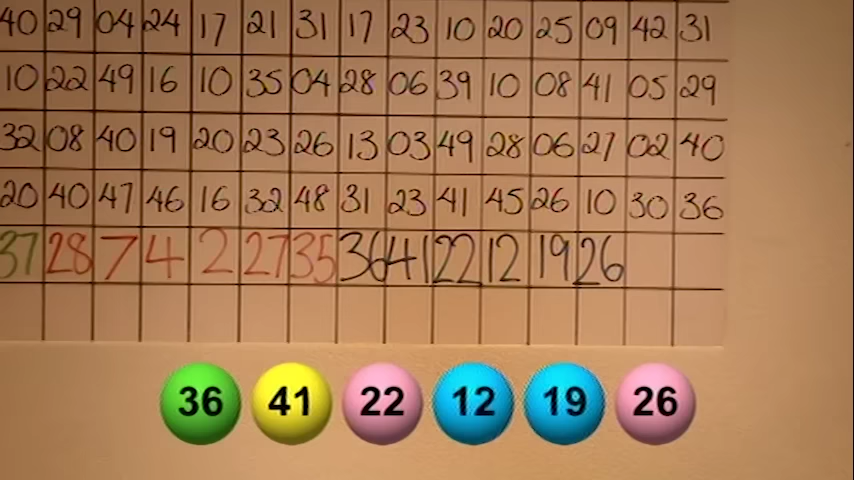 40 29 04 24 17 21 31 17 23 10 20 25 09 42 31
10 22 49 16 10 35 04 28 06 39 10 08 41 05 29
32 08 40 19 20 23 26 13 03 49 28 06 27 02 40
20 40 47 46 16 32 48 31 23 41 45 26 10 30 36
37 28 7 4 2 27 35 36 41 22 12 19 26
36 41 22 12 19 26